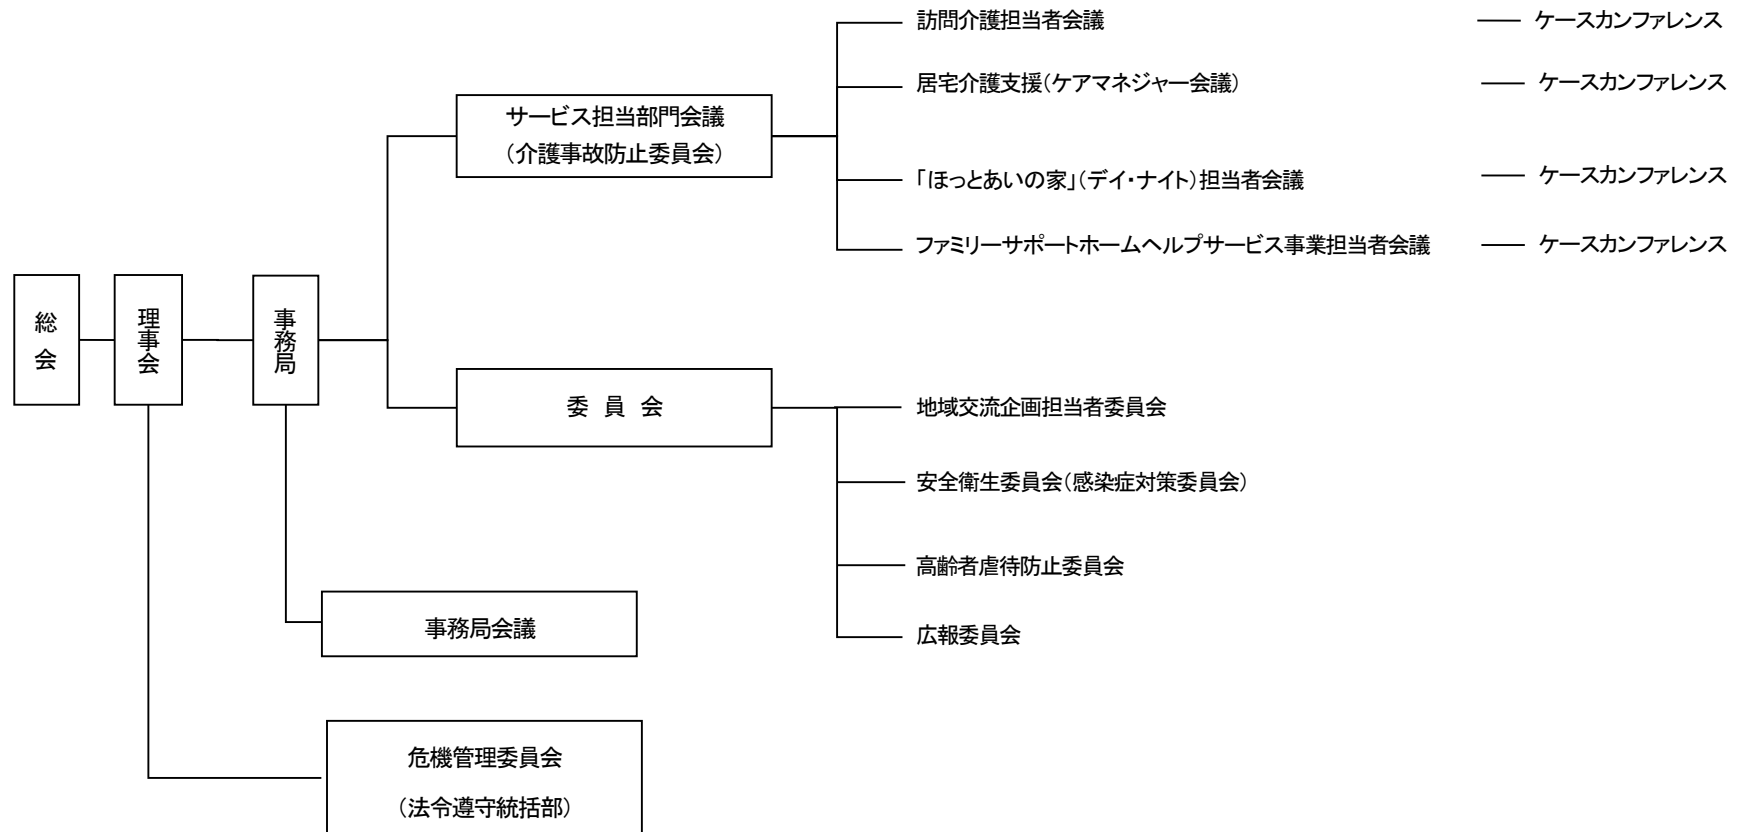 訪問介護担当者会議
ケースカンファレンス
居宅介護支援(ケアマネジャー会議)
ケースカンファレンス
サービス担当部門会議
(介護事故防止委員会)
「ほっとあいの家」(デイ・ナイト)担当者会議
ケースカンファレンス
ファミリーサポートホームヘルプサービス事業担当者会議
ケースカンファレンス
総会
理事会
事務局
委 員 会
地域交流企画担当者委員会
安全衛生委員会(感染症対策委員会)
高齢者虐待防止委員会
広報委員会
事務局会議
危機管理委員会
(法令遵守統括部)